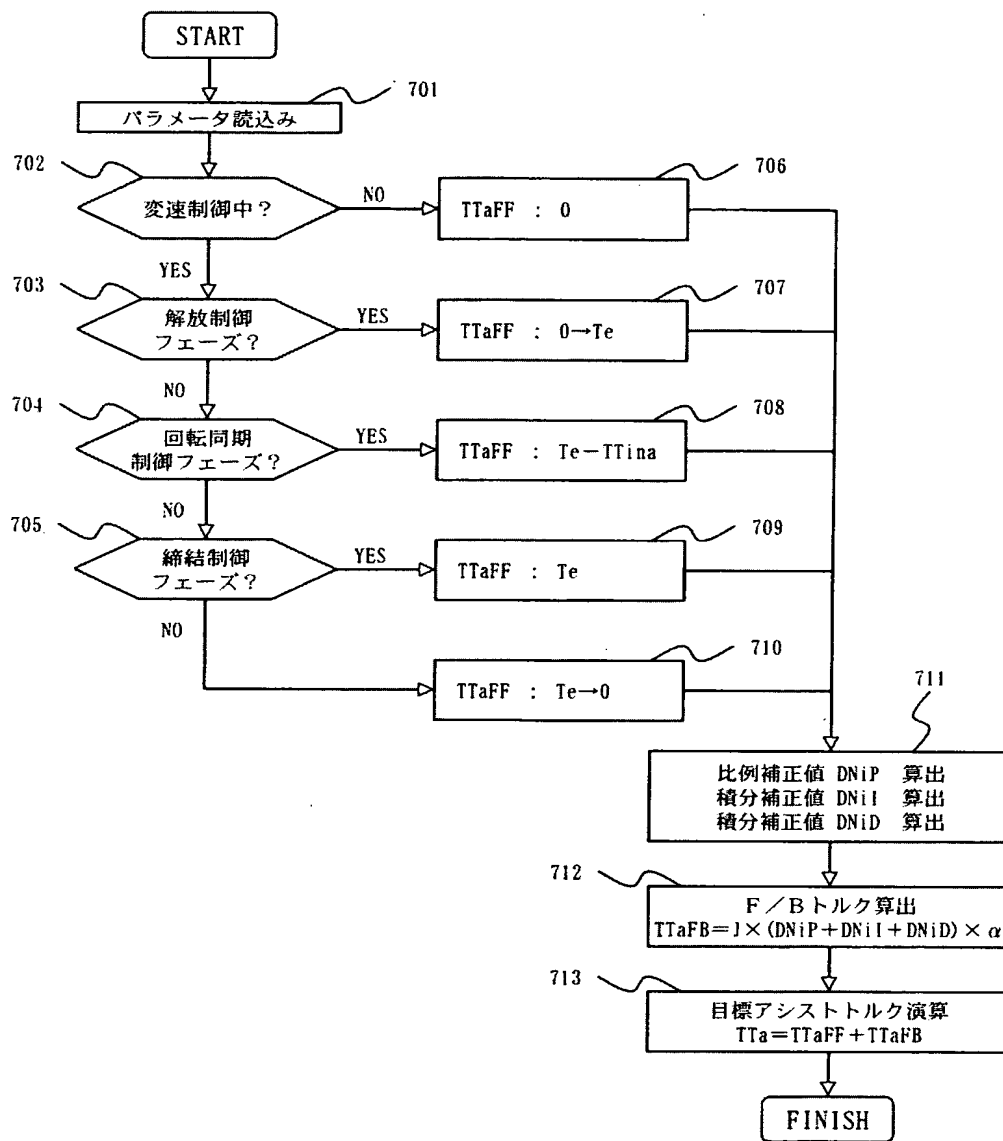 START
701
パラメータ読込み
702
変速制御中?
NO
706
TTaFF : 0
YES
703
解放制御
フェーズ?
YES
707
TTaFF : 0→Te
NO
704
回転同期
制御フェーズ?
YES
708
TTaFF : Te−TTina
NO
705
締結制御
フェーズ?
YES
709
TTaFF : Te
NO
710
TTaFF : Te→0
711
比例補正値 DNiP 算出
積分補正値 DNiI 算出
積分補正値 DNiD 算出
712
F/Bトルク算出
TTaFB=J×(DNiP+DNiI+DNiD)×α
713
目標アシストトルク演算
TTa=TTaFF+TTaFB
FINISH